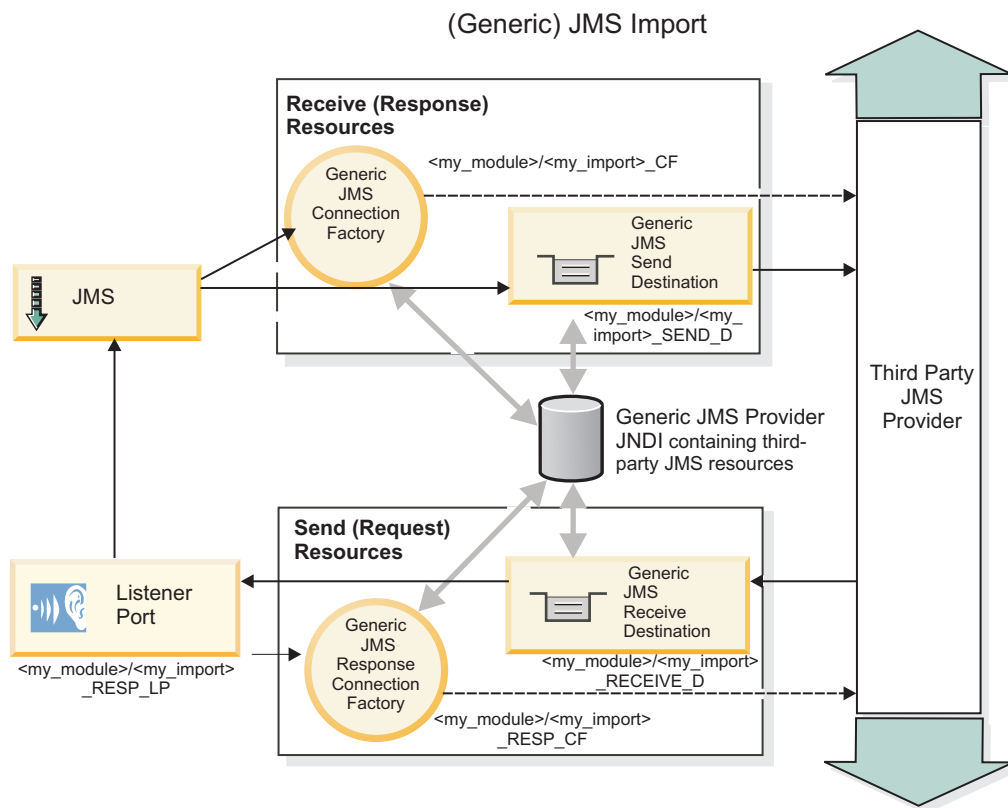 (Generic) JMS Import
Receive (Response)
Resources
<my_module>/<my_import>_CF
Generic
JMS
Connection
Factory
Generic
JMS
Send
Destination
JMS
<my_module>/<my_
import>_SEND_D
Third Party
JMS
Provider
Generic JMS Provider
JNDI containing third-
party JMS resources
Send (Request)
Resources
Listener
Port
Generic
JMS
Receive
Destination
Generic
JMS
Response
Connection
Factory
<my_module>/<my_import>
_RESP_LP
<my_module>/<my_import>
_RECEIVE_D
<my_module>/<my_import>
_RESP_CF